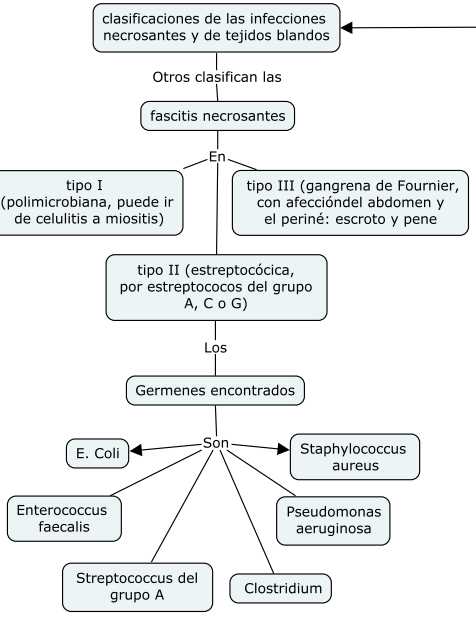 clasificaciones de las infecciones
necrosantes y de tejidos blandos
Otros clasifican las
fascitis necrosantes
En
tipo I
(polimicrobiana, puede ir
de celulitis a miositis)
tipo III (gangrena de Fournier,
con afeccióndel abdomen y
el periné: escroto y pene
tipo II (estreptocócica,
por estreptococos del grupo
A, C o G)
Los
Germenes encontrados
Son
E. Coli
Staphylococcus
aureus
Enterococcus
faecalis
Pseudomonas
aeruginosa
Streptococcus del
grupo A
Clostridium